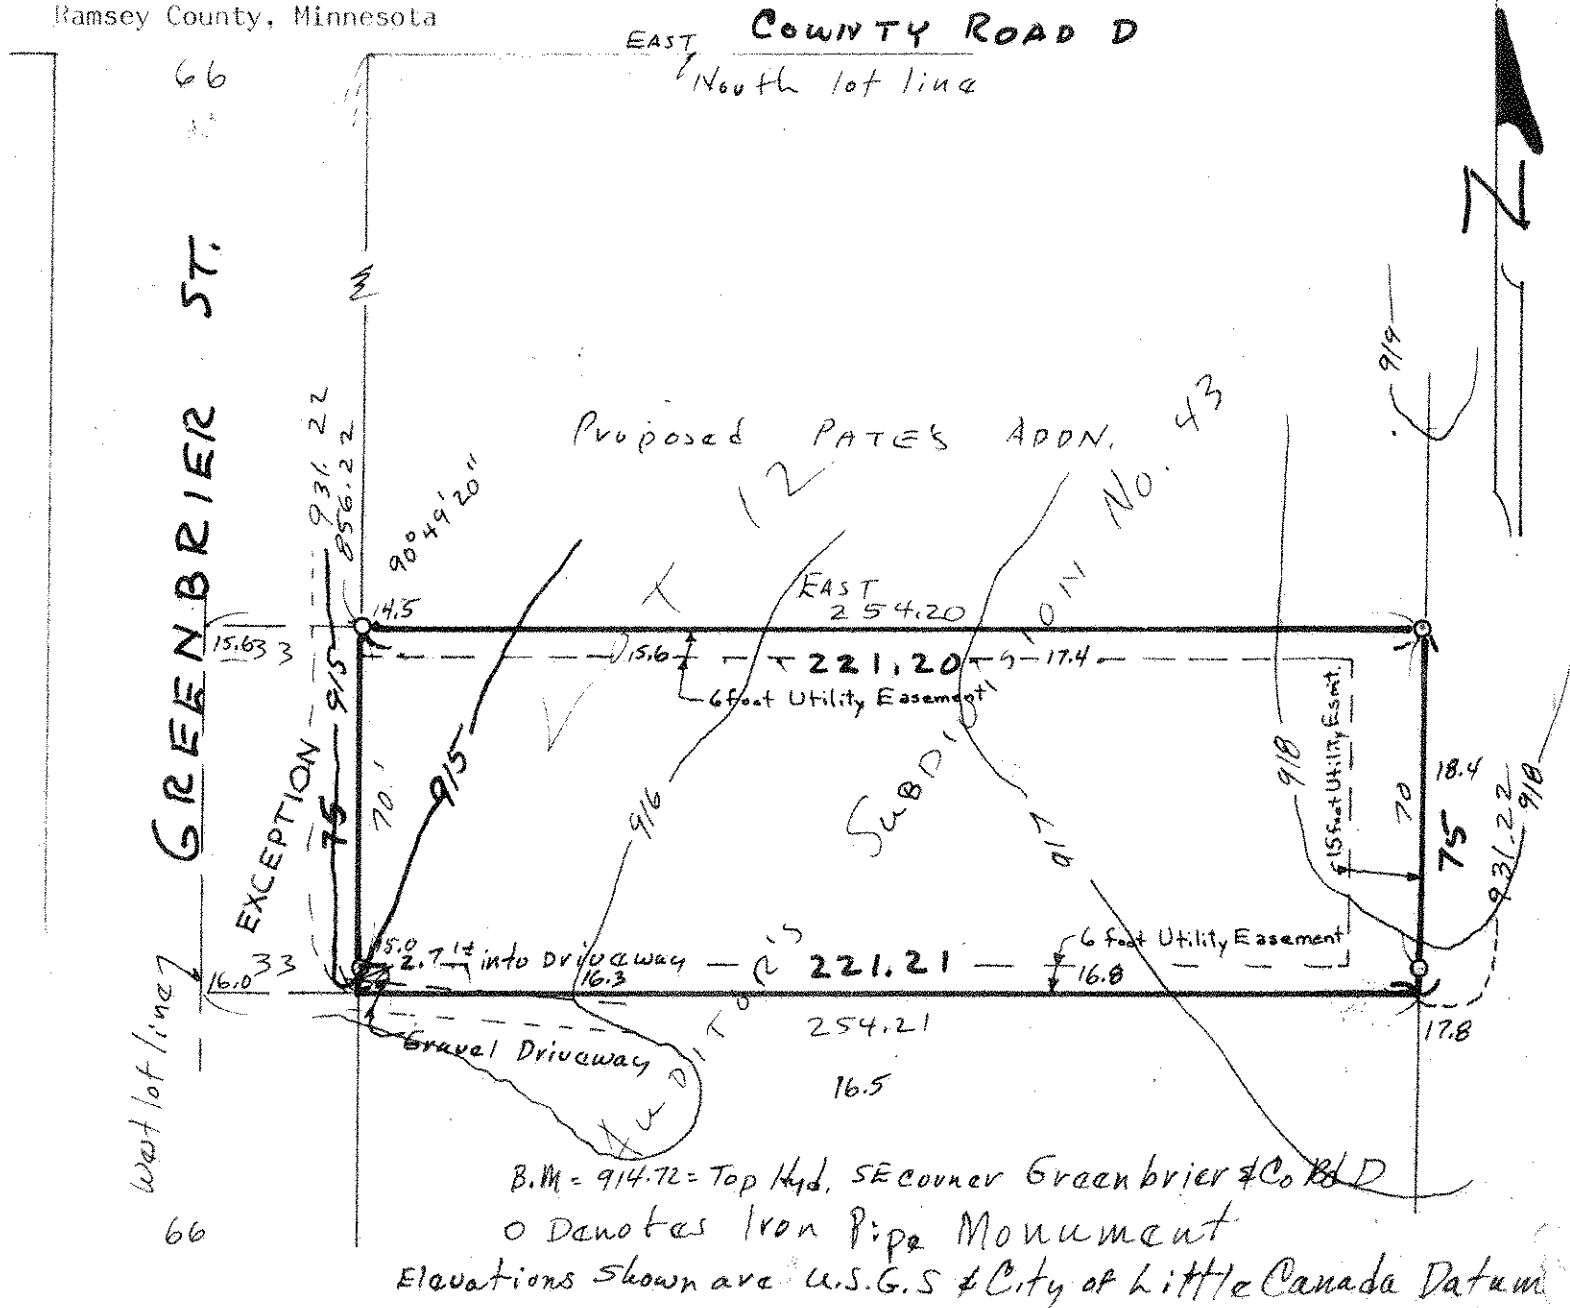 Ramsey County, Minnesota
EAST COUNTY ROAD D
North lot line
66
Z
GREENBRIER ST.
931.22
856.22
919
Proposed PATE'S ADDN.
12
No. 43
90°49'20"
EAST
254.20
14.5
15.6 33
915
15.6
221.20
17.4
6 foot Utility Easement
LOT
SUBDIVISION
AUDITOR'S
EXCEPTION
75
70.'
915
916
917
918
15 foot Utility Esmt.
70
18.4
75
931.22
918
15.0
2.7 ft into Driveway
16.3
221.21
6 foot Utility Easement
16.8
16.0 33
254.21
17.8
Gravel Driveway
16.5
West lot line
66
B.M = 914.72 = Top Hyd. SE corner Greenbrier & Co Rd D
O Denotes Iron Pipe Monument
Elevations Shown are U.S.G.S & City of Little Canada Datum